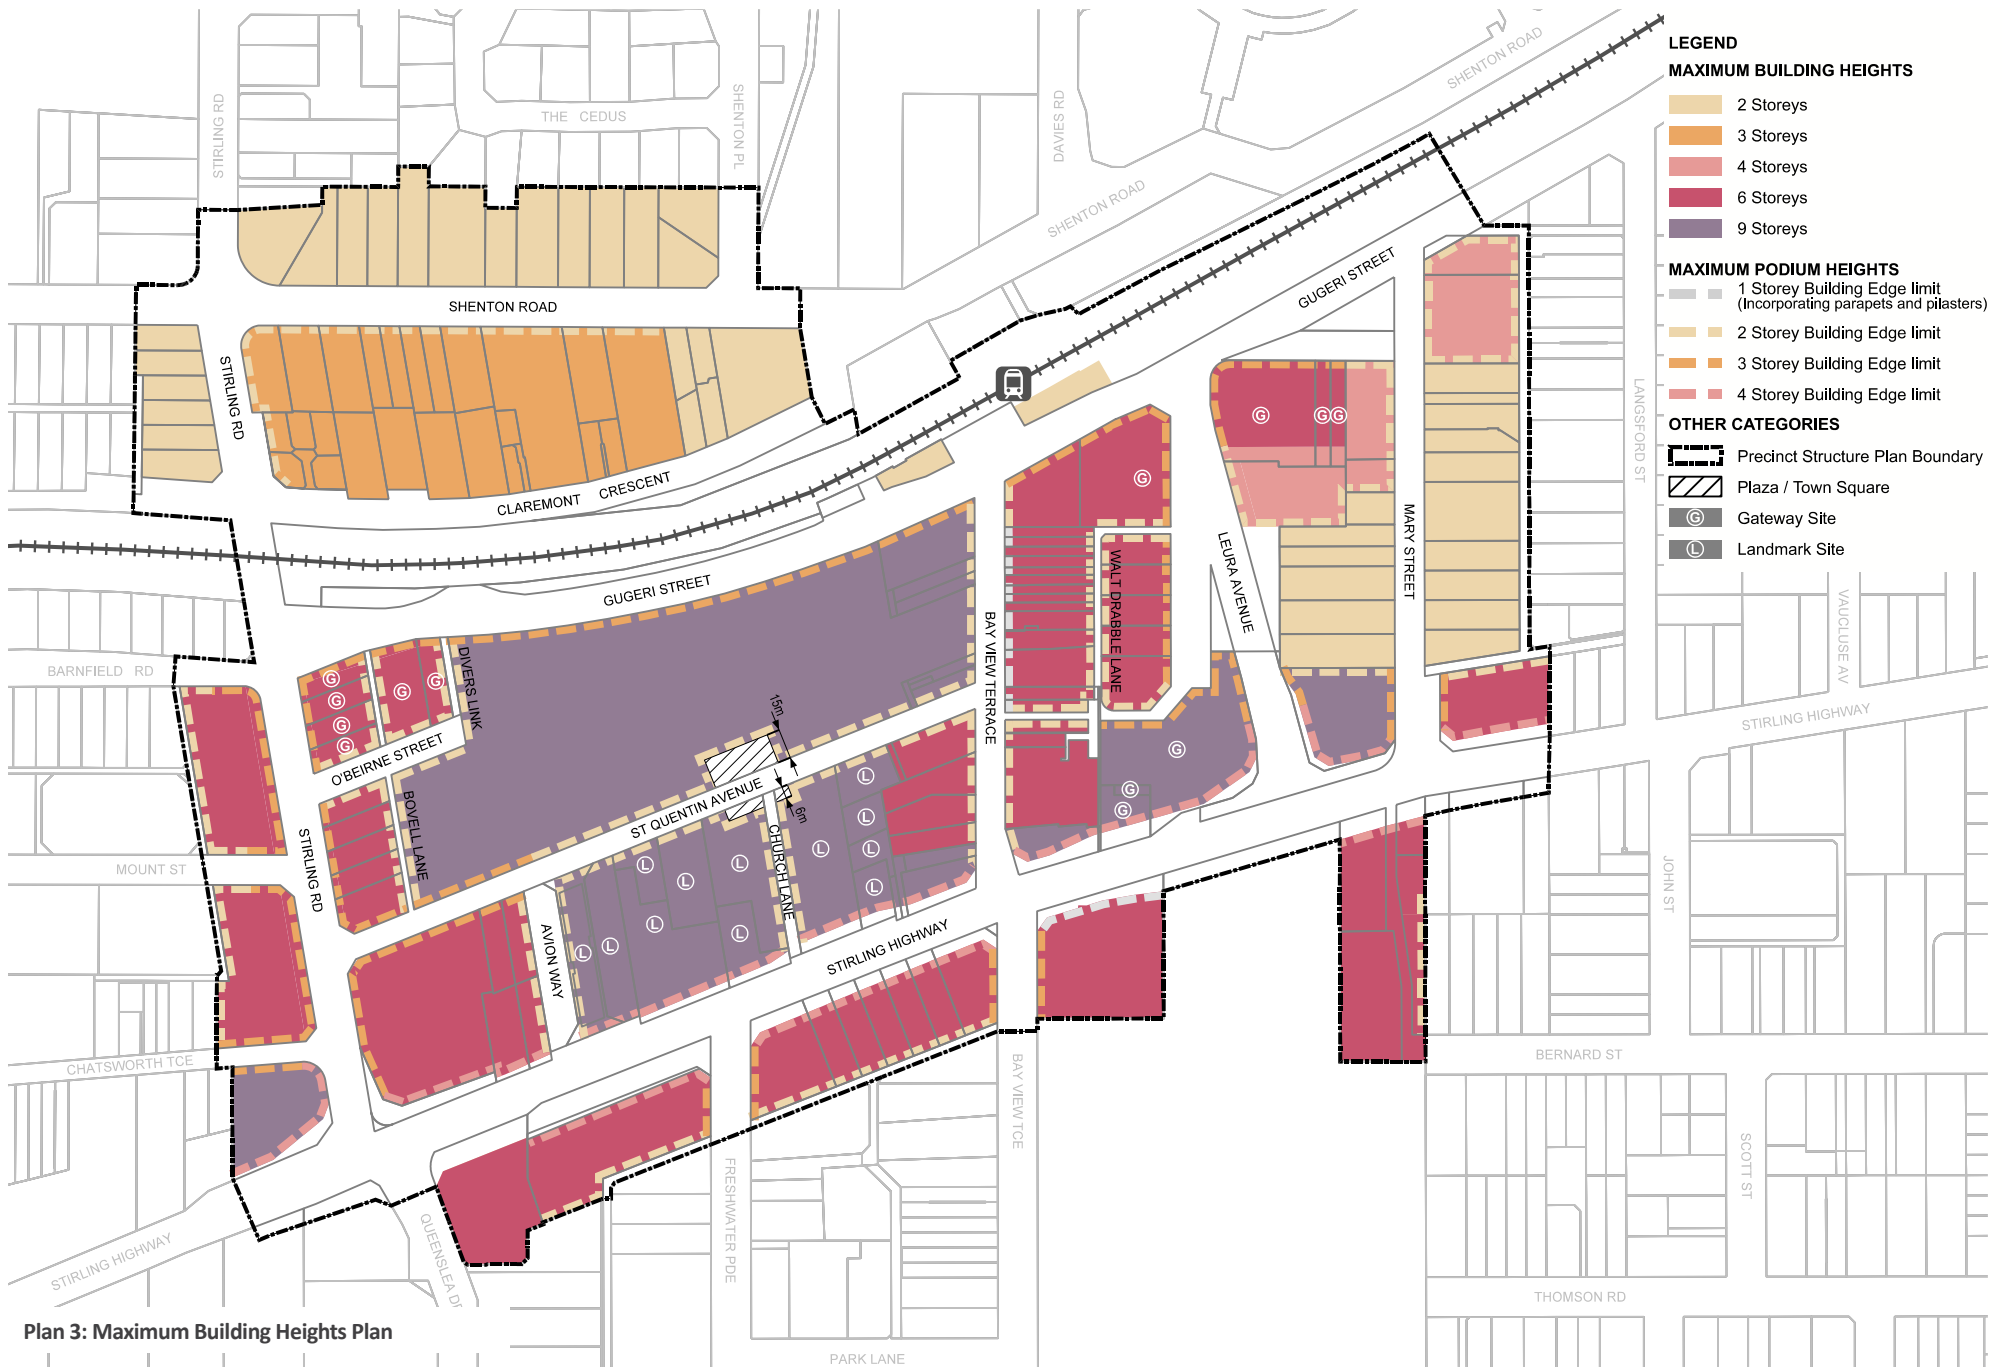 LEGEND
MAXIMUM BUILDING HEIGHTS
2 Storeys
3 Storeys
4 Storeys
6 Storeys
9 Storeys
MAXIMUM PODIUM HEIGHTS
1 Storey Building Edge limit
(Incorporating parapets and pilasters)
2 Storey Building Edge limit
3 Storey Building Edge limit
4 Storey Building Edge limit
OTHER CATEGORIES
Precinct Structure Plan Boundary
Plaza / Town Square
G Gateway Site
L Landmark Site
STIRLING RD
THE CEDUS
SHENTON PL
DAVIES RD
SHENTON ROAD
SHENTON ROAD
SHENTON ROAD
STIRLING RD
GUGERI STREET
LANGSFORD ST
CLAREMONT CRESCENT
G
G G
G
MARY STREET
LEURA AVENUE
WALT DRABBLE LANE
GUGERI STREET
BAY VIEW TERRACE
VAUCLUSE AV
BARNFIELD RD
DIVERS LINK
G
G
G
G
G
G
STIRLING HIGHWAY
15m
O'BEIRNE STREET
G
G
G
ST QUENTIN AVENUE
6m
BOVELL LANE
CHURCH LANE
L
L
L
L
L
L
L
L
L
L
L
L
MOUNT ST
STIRLING RD
JOHN ST
AVION WAY
STIRLING HIGHWAY
CHATSWORTH TCE
BAY VIEW TCE
BERNARD ST
SCOTT ST
FRESHWATER PDE
QUEENSLEA DR
STIRLING HIGHWAY
THOMSON RD
Plan 3: Maximum Building Heights Plan
PARK LANE